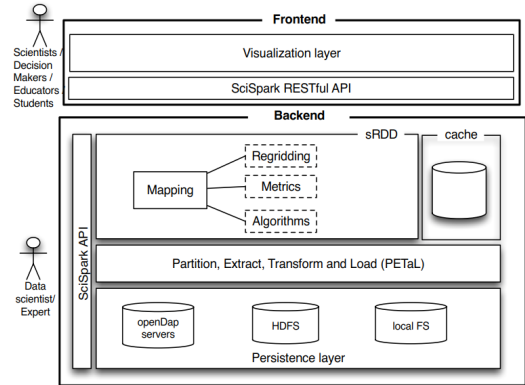 Frontend
Scientists /
Decision
Makers /
Educators /
Students
Visualization layer
SciSpark RESTful API
Backend
SciSpark API
sRDD
cache
Mapping
Regridding
Metrics
Algorithms
Data
scientist/
Expert
Partition, Extract, Transform and Load (PETaL)
openDap
servers
HDFS
local FS
Persistence layer